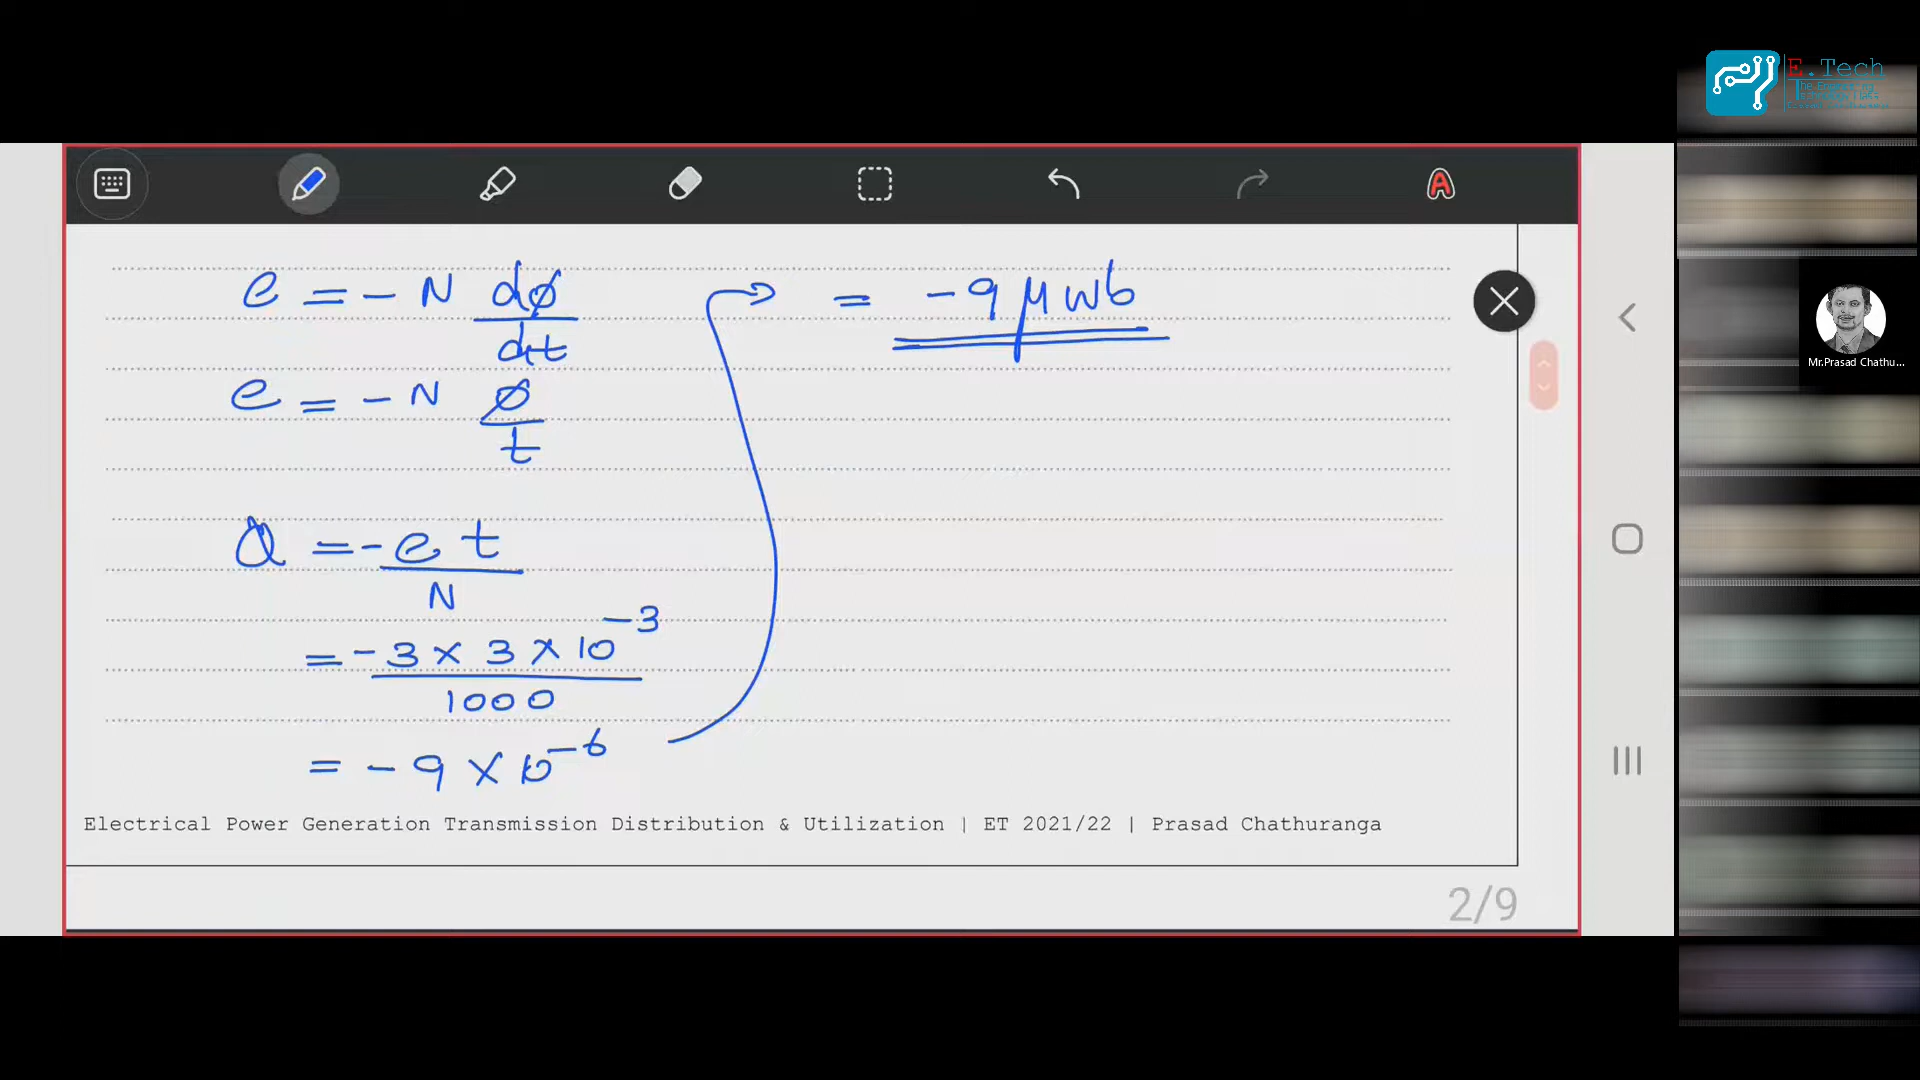 E.Tech
e = - N dϕ/dt
= - 9 μ wb
e = - N ϕ/t
Mr.Prasad Chathu...
= - e t / N
= - 3 × 3 × 10⁻³ / 1000
= - 9 × 10⁻⁶
Electrical Power Generation Transmission Distribution & Utilization | ET 2021/22 | Prasad Chathuranga
2/9